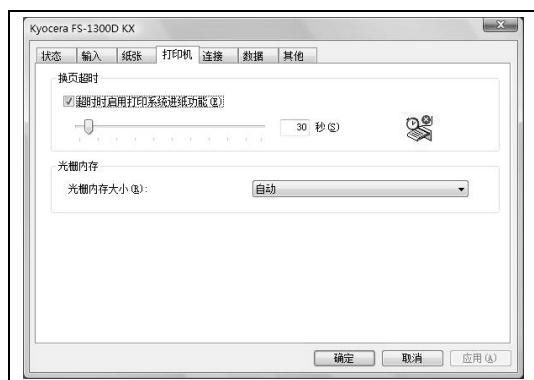 Kyocera FS-1300D KX
状态 输入 纸张 打印机 连接 数据 其他
换页超时
超时时启用打印系统进纸功能(E)
30 秒(S)
光栅内存
光栅内存大小(R): 自动
确定 取消 应用(A)